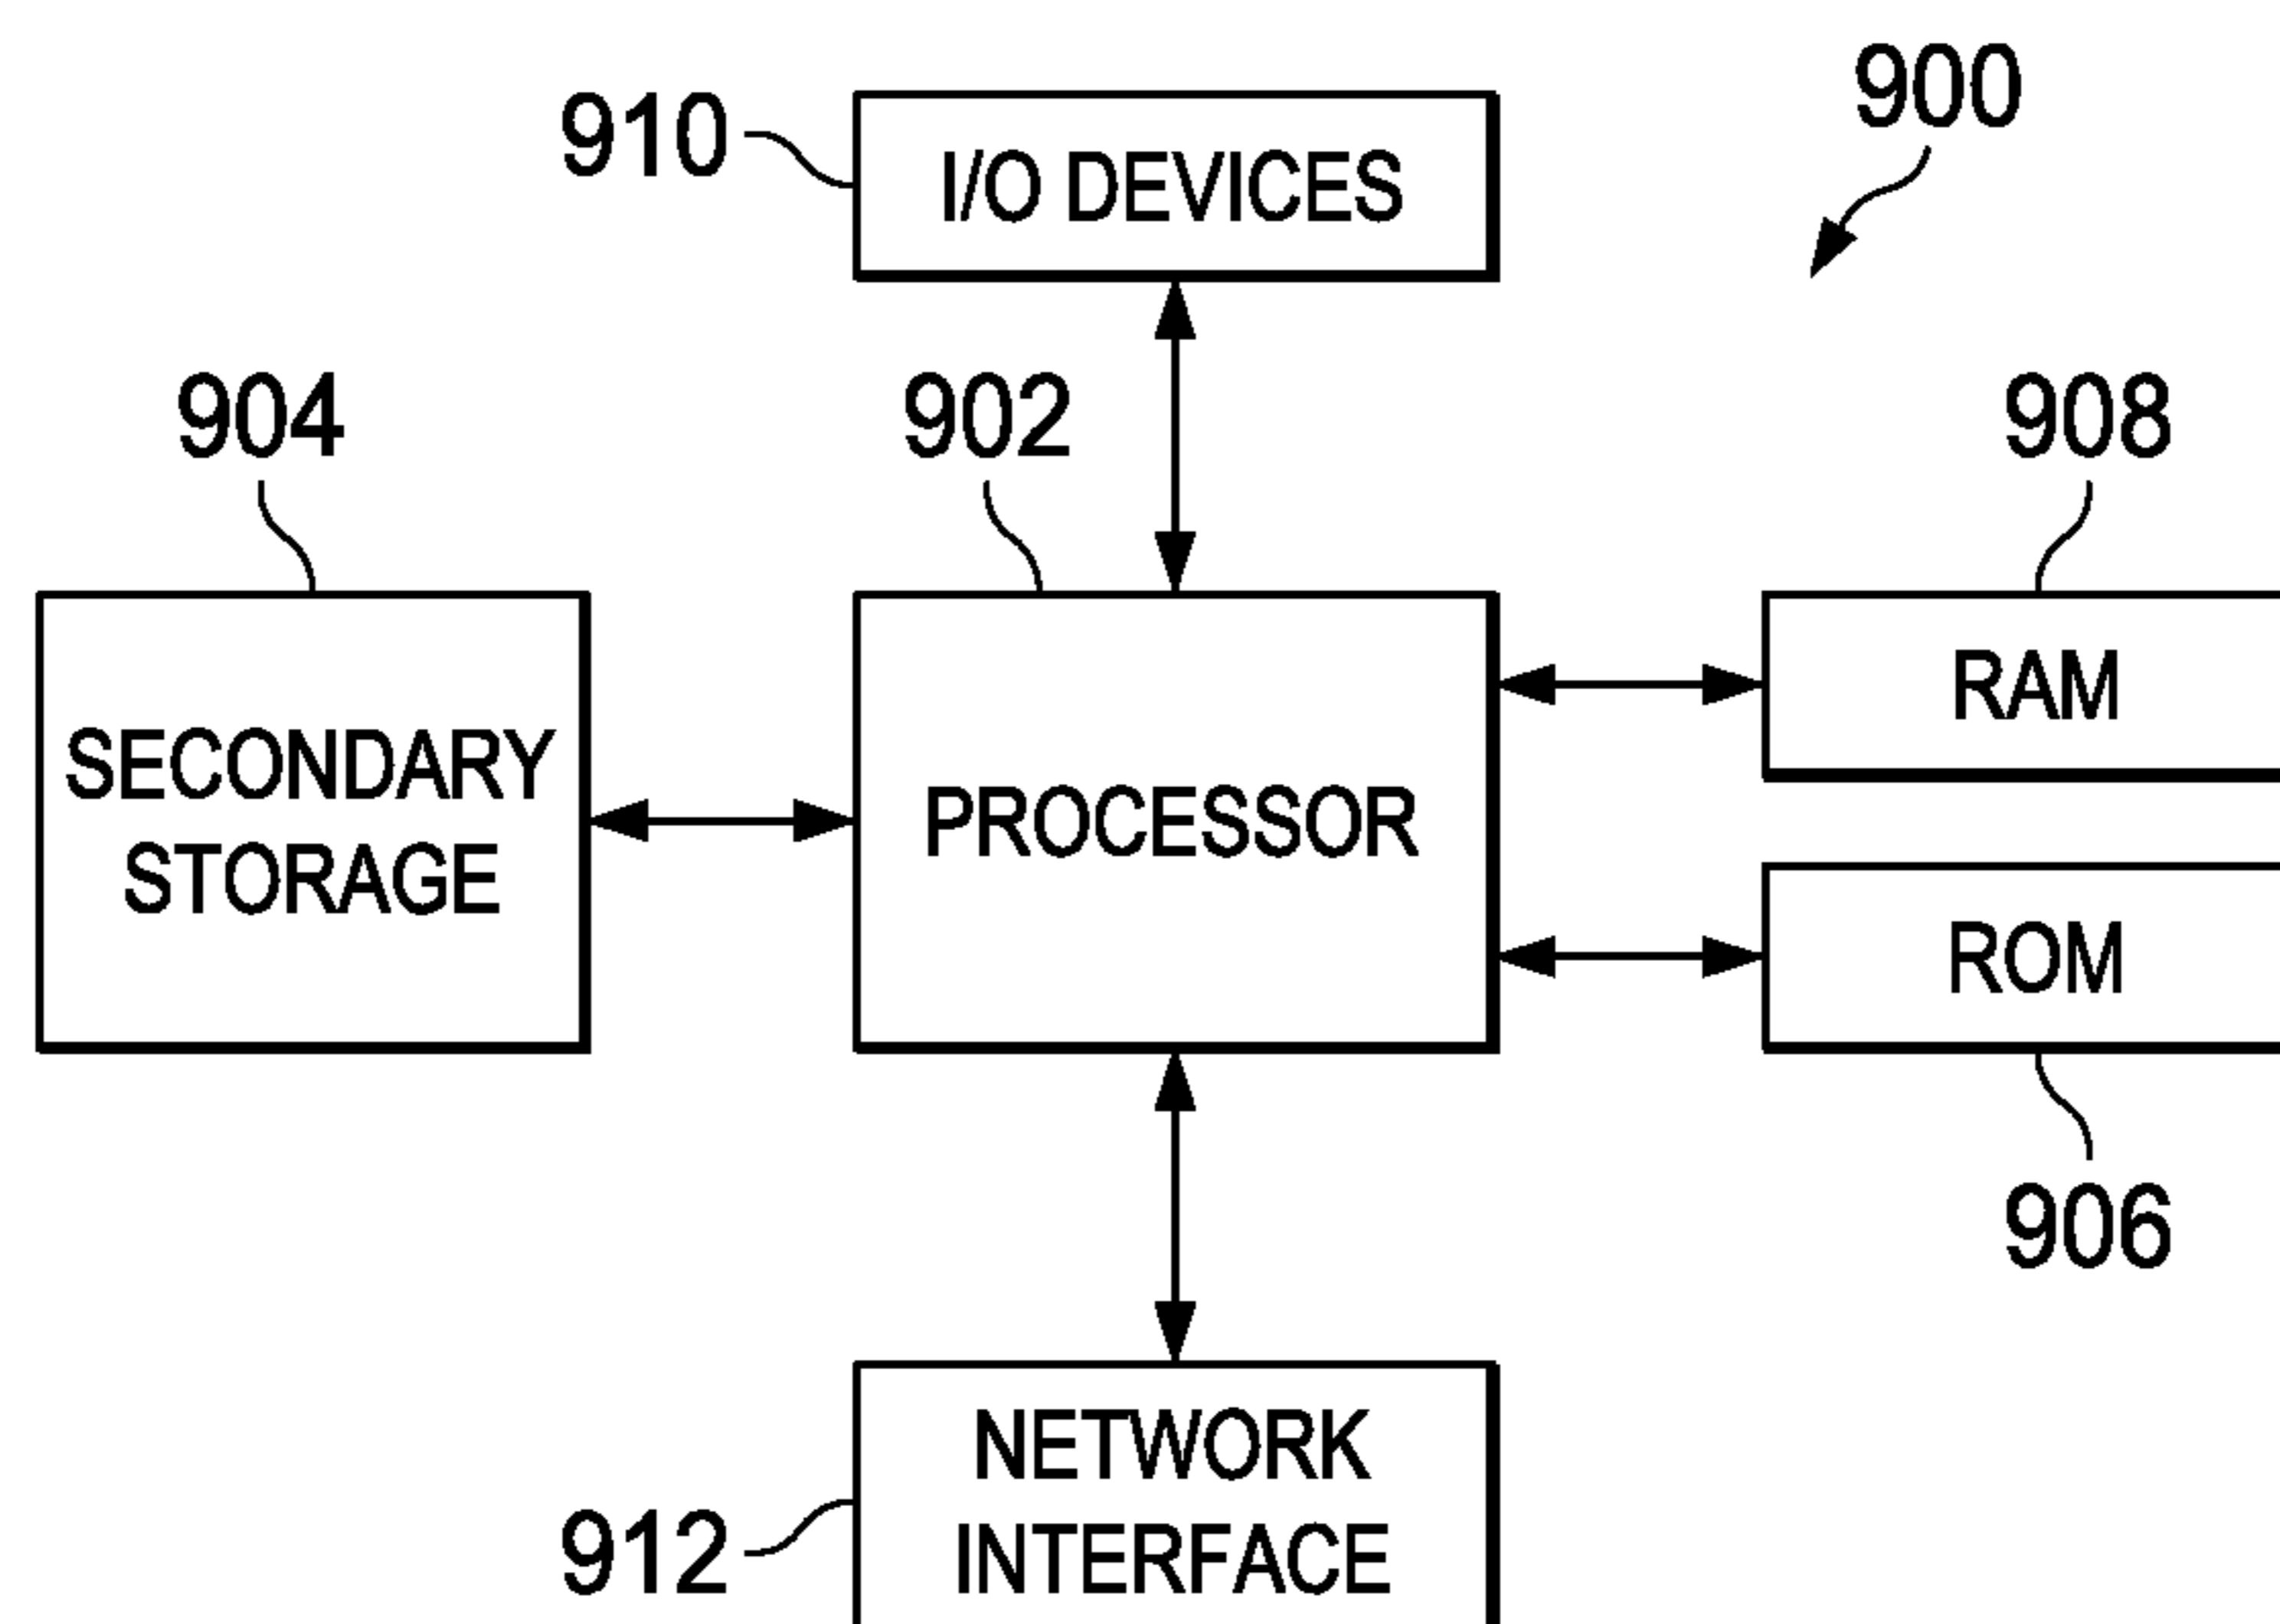 900
910
I/O DEVICES
904
902
908
SECONDARY
STORAGE
PROCESSOR
RAM
ROM
906
NETWORK
INTERFACE
912